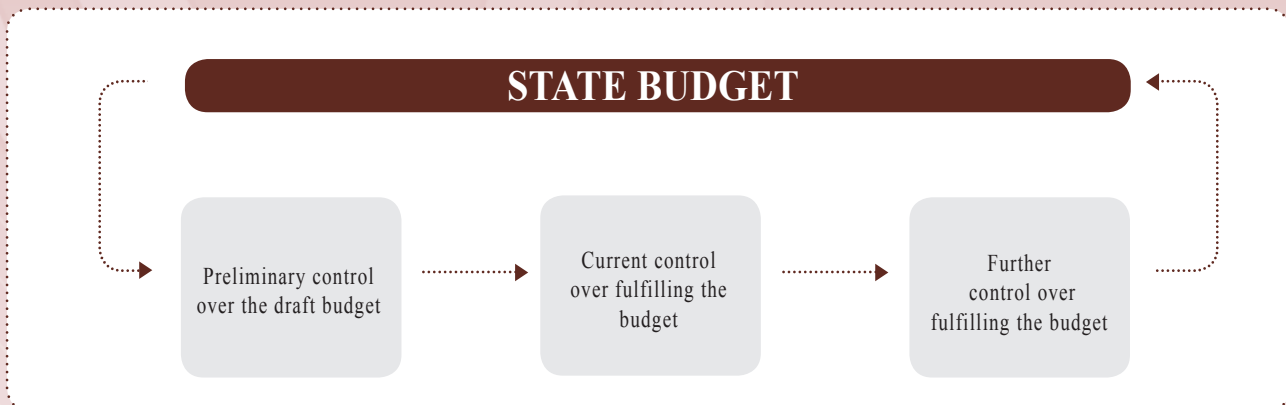 STATE BUDGET
Preliminary control
over the draft budget
Current control
over fulfilling the
budget
Further
control over
fulfilling the budget